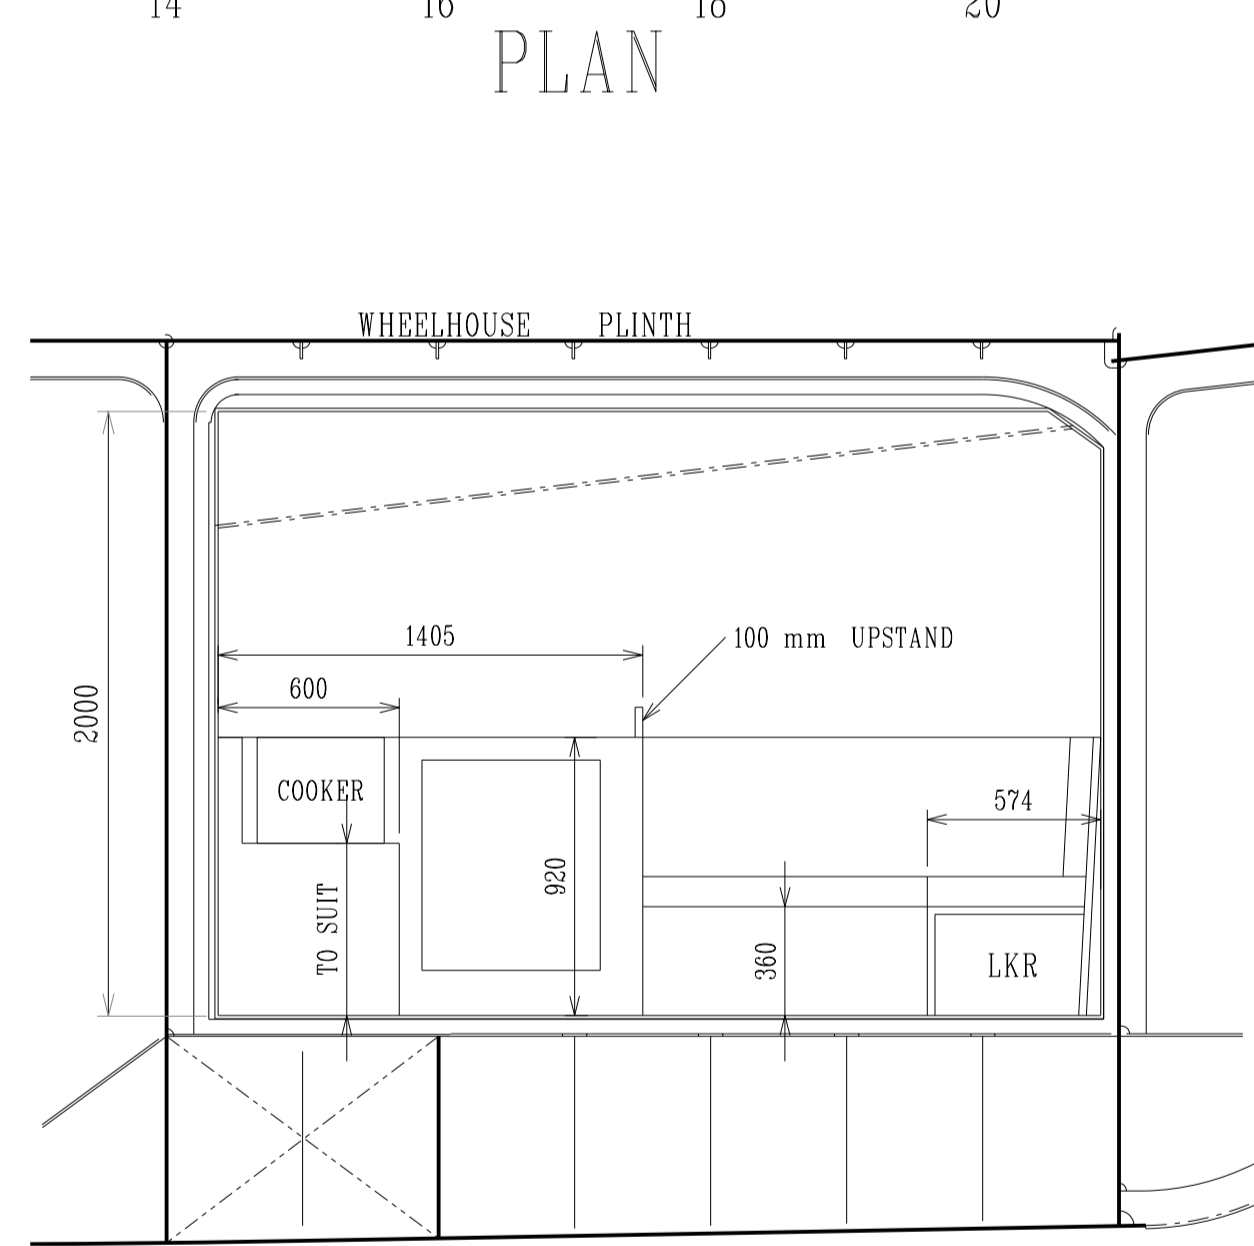 14 16 18 20
PLAN
WHEELHOUSE PLINTH
1405
100 mm UPSTAND
600
2000
COOKER
574
920
TO SUIT
360
LKR